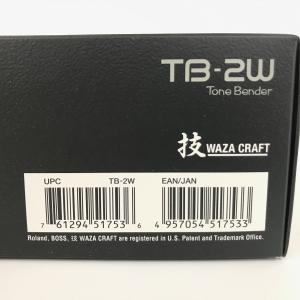 TB-2W
Tone Bender
技 WAZA CRAFT
UPC TB-2W EAN/JAN
7 61294 51753 6 4 957054 517533
Roland, BOSS, 技 WAZA CRAFT are registered in U.S. Patent and Trademark Office.